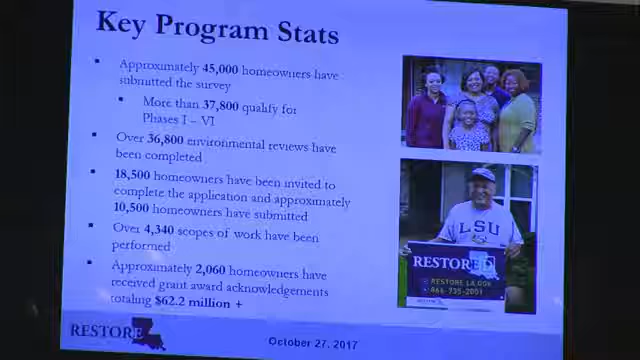 Key Program Stats
▪ Approximately 45,000 homeowners have
submitted the survey
▪ More than 37,800 qualify for
Phases I – VI
▪ Over 36,800 environmental reviews have
been completed
▪ 18,500 homeowners have been invited to
complete the application and approximately
10,500 homeowners have submitted
▪ Over 4,340 scopes of work have been
performed
▪ Approximately 2,060 homeowners have
received grant award acknowledgements
totaling $62.2 million +
LSU
RESTORED
RESTORE.LA.GOV
866-735-2001
RESTORE
October 27, 2017